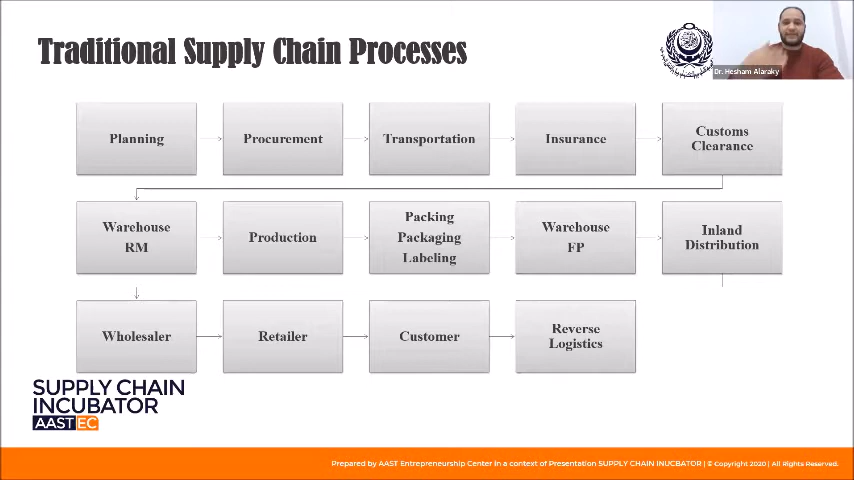 Traditional Supply Chain Processes
Dr. Hesham Alaraky
Planning
Procurement
Transportation
Insurance
Customs
Clearance
Warehouse
RM
Production
Packing
Packaging
Labeling
Warehouse
FP
Inland
Distribution
Wholesaler
Retailer
Customer
Reverse
Logistics
SUPPLY CHAIN
INCUBATOR
AAST EC
Prepared by AAST Entrepreneurship Center in a context of Presentation SUPPLY CHAIN INUCBATOR | © Copyright 2020 | All Rights Reserved.